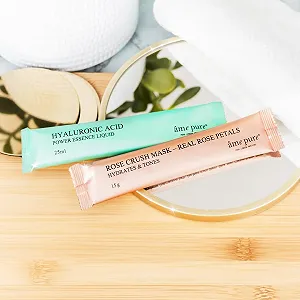 HYALURONIC ACID
POWER ESSENCE LIQUID
25ml
âme pure®
ROSE CRUSH MASK – REAL ROSE PETALS
HYDRATES & TONES
15g
âme pure®